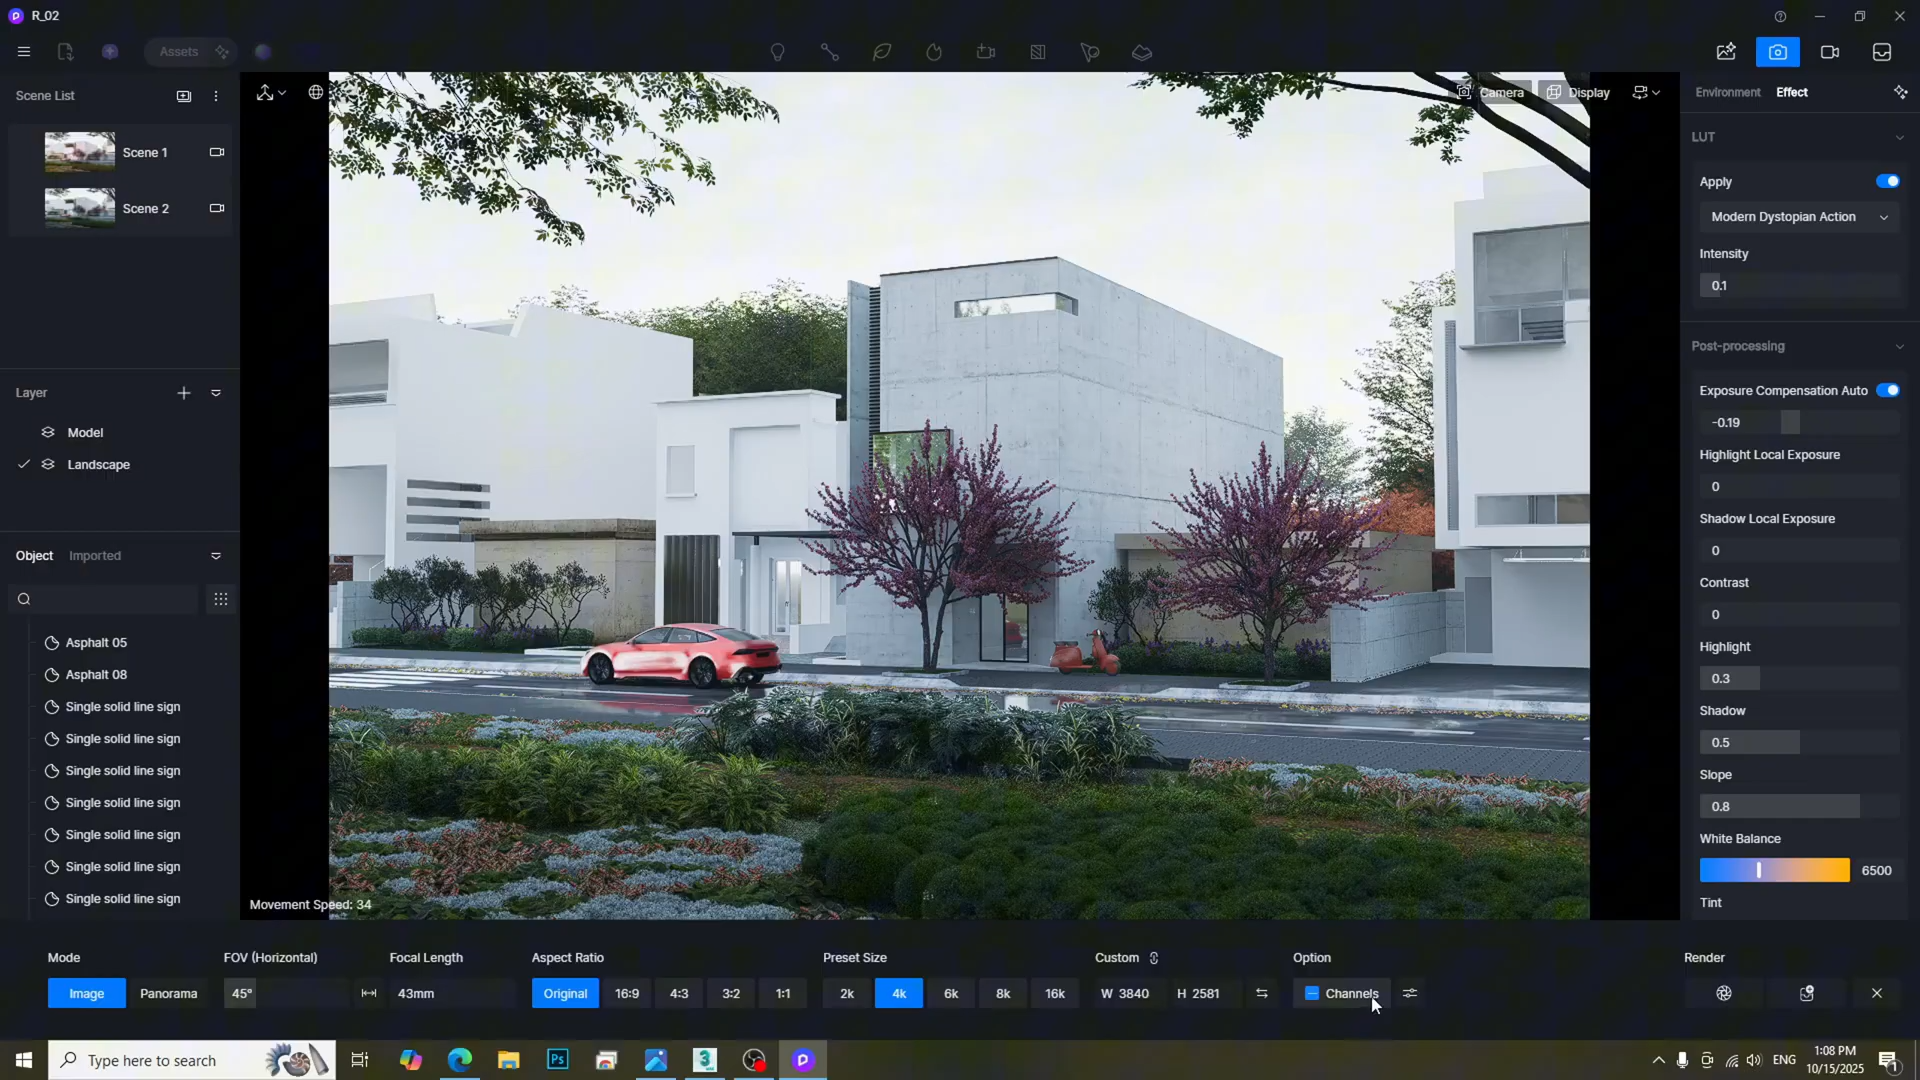 R_02
Assets
Scene List
Scene 1
Scene 2
Layer
Model
Landscape
Object
Imported
Asphalt 05
Asphalt 08
Single solid line sign
Single solid line sign
Single solid line sign
Single solid line sign
Single solid line sign
Single solid line sign
Single solid line sign
Camera
Display
Movement Speed: 34
Environment
Effect
LUT
Apply
Modern Dystopian Action
Intensity
0.1
Post-processing
Exposure Compensation Auto
-0.19
Highlight Local Exposure
0
Shadow Local Exposure
0
Contrast
0
Highlight
0.3
Shadow
0.5
Slope
0.8
White Balance
6500
Tint
Mode
Image
Panorama
FOV (Horizontal)
45°
Focal Length
43mm
Aspect Ratio
Original
16:9
4:3
3:2
1:1
Preset Size
2k
4k
6k
8k
16k
Custom
W 3840
H 2581
Option
Channels
Render
Type here to search
Ps
3
ENG
1:08 PM
10/15/2025
1